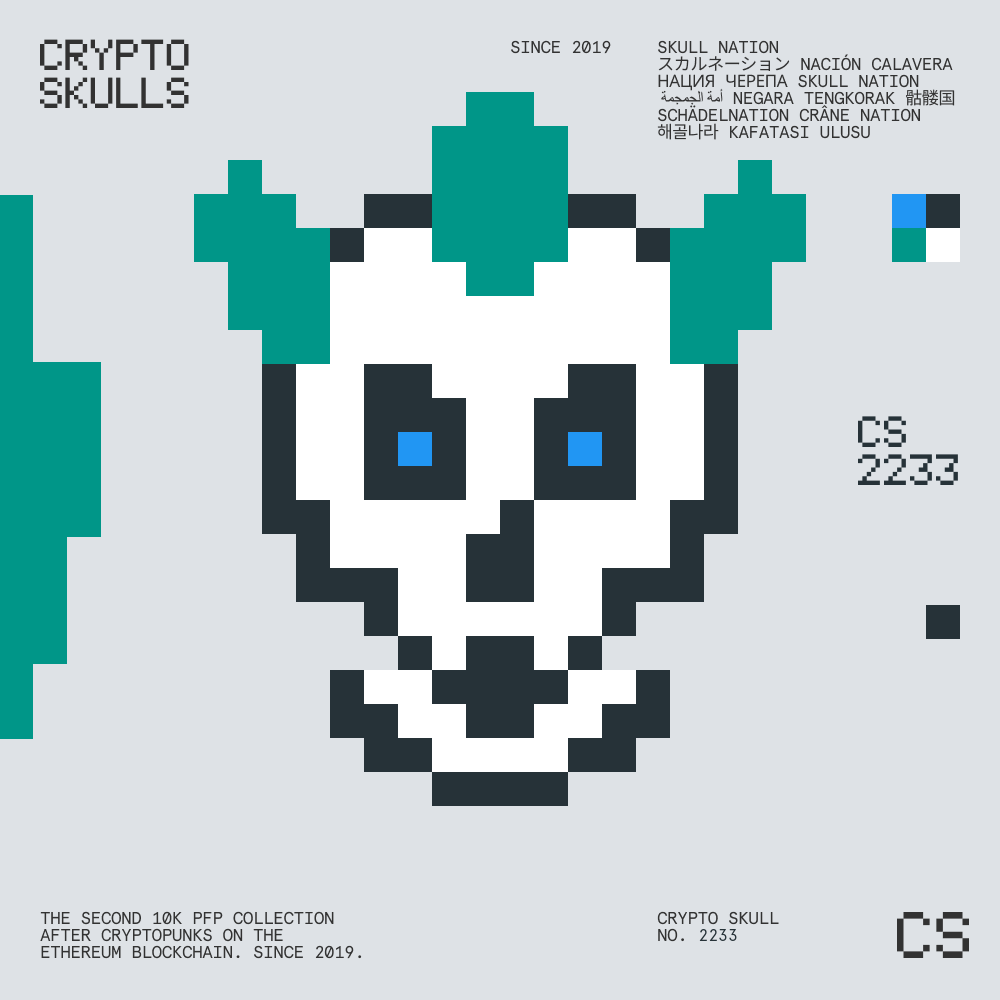 CRYPTO
SKULLS
SINCE 2019
SKULL NATION
スカルネーション NACIÓN CALAVERA
НАЦИЯ ЧЕРЕПА SKULL NATION
أمة الجمجمة NEGARA TENGKORAK 骷髅国
SCHÄDELNATION CRÂNE NATION
해골나라 KAFATASI ULUSU
CS
2233
THE SECOND 10K PFP COLLECTION
AFTER CRYPTOPUNKS ON THE
ETHEREUM BLOCKCHAIN. SINCE 2019.
CRYPTO SKULL
NO. 2233
CS